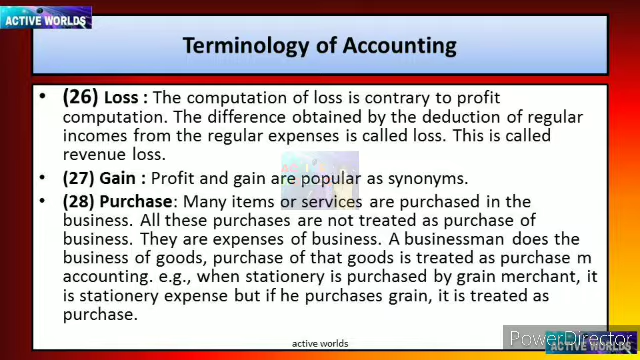 ACTIVE WORLDS
Terminology of Accounting
• (26) Loss : The computation of loss is contrary to profit
computation. The difference obtained by the deduction of regular
incomes from the regular expenses is called loss. This is called
revenue loss.
• (27) Gain : Profit and gain are popular as synonyms.
• (28) Purchase: Many items or services are purchased in the
business. All these purchases are not treated as purchase of
business. They are expenses of business. A businessman does the
business of goods, purchase of that goods is treated as purchase m
accounting. e.g., when stationery is purchased by grain merchant, it
is stationery expense but if he purchases grain, it is treated as
purchase.
active worlds
PowerDirector
ACTIVE WORLDS